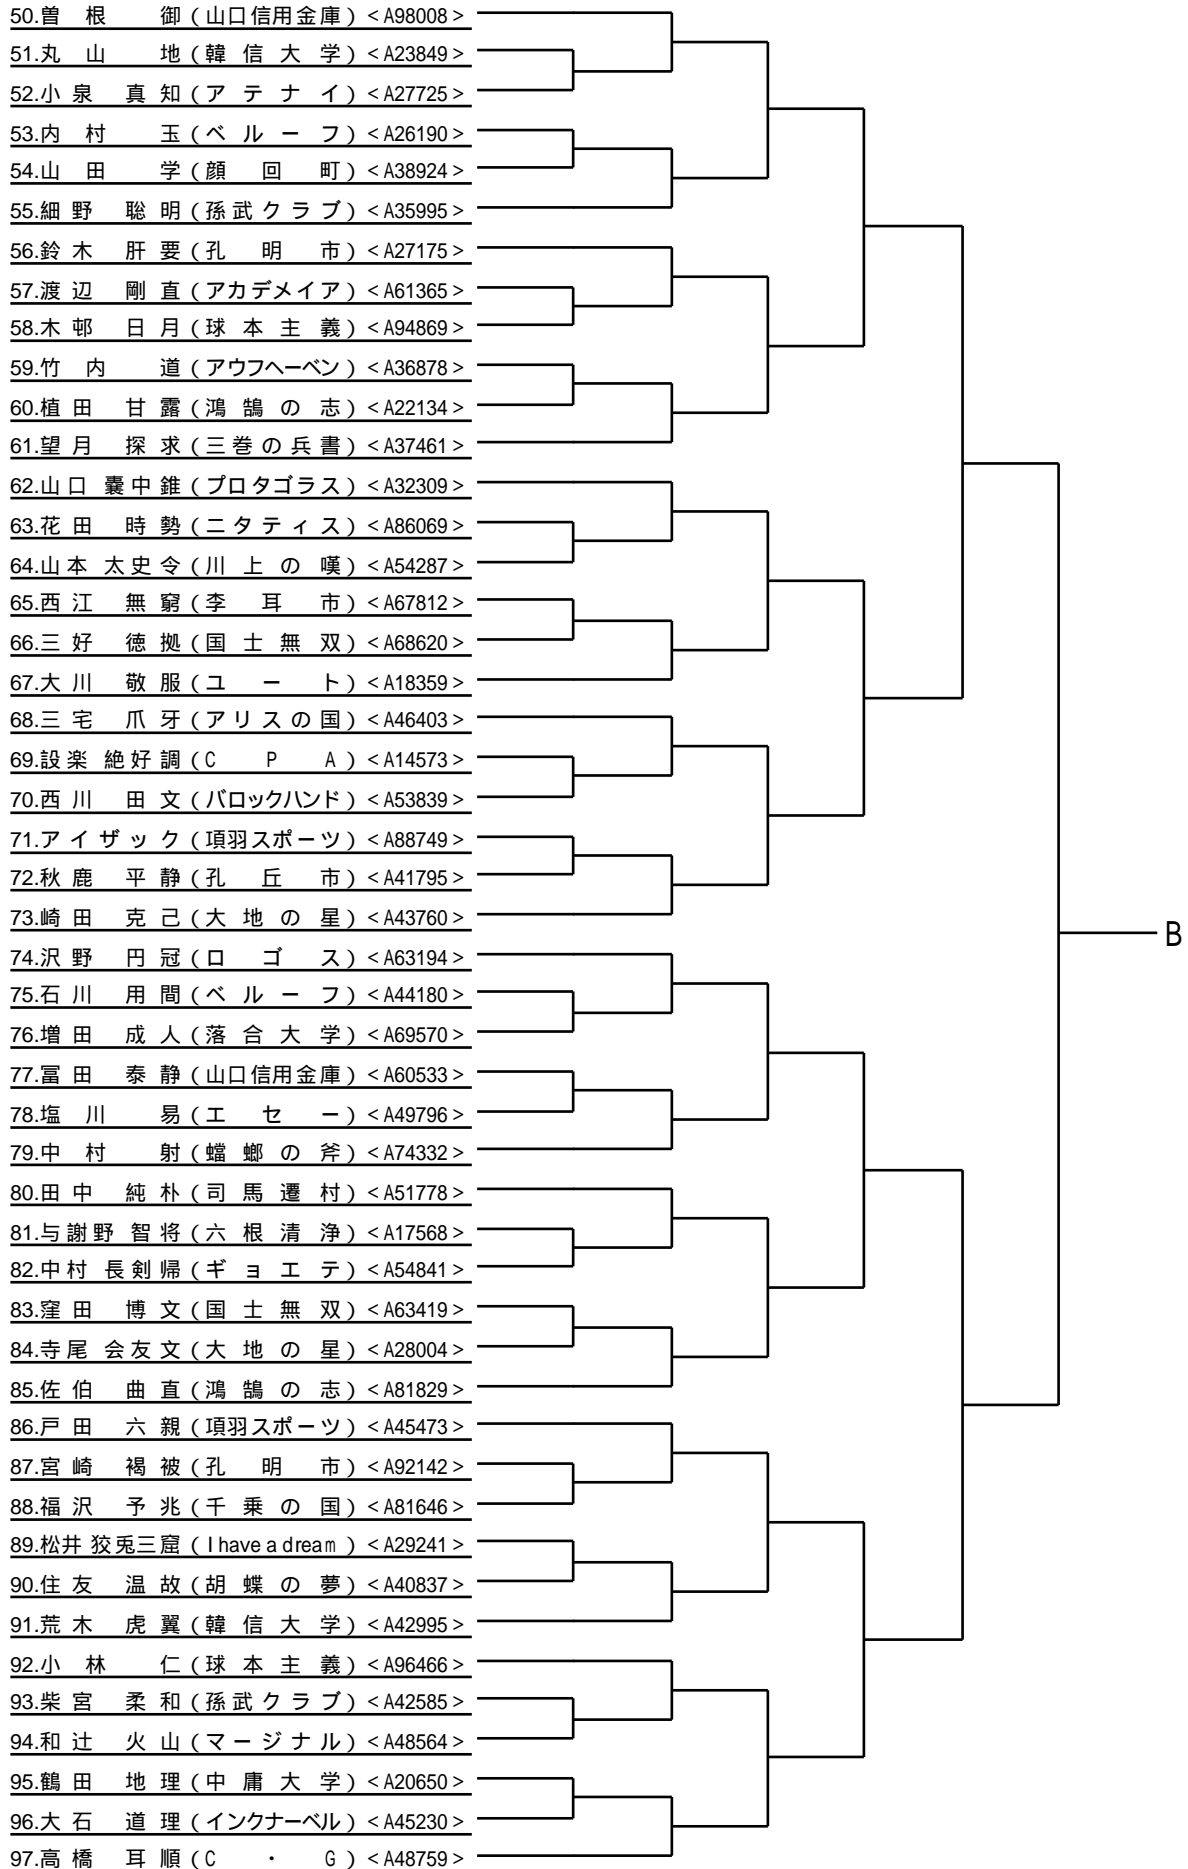 50.曽根 御(山口信用金庫)<A98008>
51.丸山 地(韓信大学)<A23849>
52.小泉 真知(アテナイ)<A27725>
53.内村 玉(ベルーフ)<A26190>
54.山田 学(顔回町)<A38924>
55.細野 聡明(孫武クラブ)<A35995>
56.鈴木 肝要(孔明市)<A27175>
57.渡辺 剛直(アカデメイア)<A61365>
58.木邨 日月(球本主義)<A94869>
59.竹内 道(アウフヘーベン)<A36878>
60.植田 甘露(鴻鵠の志)<A22134>
61.望月 探求(三巻の兵書)<A37461>
62.山口 嚢中錐(プロタゴラス)<A32309>
63.花田 時勢(ニタティス)<A86069>
64.山本 太史令(川上の嘆)<A54287>
65.西江 無窮(李耳市)<A67812>
66.三好 徳拠(国士無双)<A68620>
67.大川 敬服(ユート)<A18359>
68.三宅 爪牙(アリスの国)<A46403>
69.設楽 絶好調(CPA)<A14573>
70.西川 田文(バロックハンド)<A53839>
71.アイザック(項羽スポーツ)<A88749>
72.秋鹿 平静(孔丘市)<A41795>
73.崎田 克己(大地の星)<A43760>
B
74.沢野 円冠(ロゴス)<A63194>
75.石川 用間(ベルーフ)<A44180>
76.増田 成人(落合大学)<A69570>
77.冨田 泰静(山口信用金庫)<A60533>
78.塩川 易(エセー)<A49796>
79.中村 射(蟷螂の斧)<A74332>
80.田中 純朴(司馬遷村)<A51778>
81.与謝野 智将(六根清浄)<A17568>
82.中村 長剣帰(ギョエテ)<A54841>
83.窪田 博文(国士無双)<A63419>
84.寺尾 会友文(大地の星)<A28004>
85.佐伯 曲直(鴻鵠の志)<A81829>
86.戸田 六親(項羽スポーツ)<A45473>
87.宮崎 褐被(孔明市)<A92142>
88.福沢 予兆(千乗の国)<A81646>
89.松井 狡兎三窟(I have a dream)<A29241>
90.住友 温故(胡蝶の夢)<A40837>
91.荒木 虎翼(韓信大学)<A42995>
92.小林 仁(球本主義)<A96466>
93.柴宮 柔和(孫武クラブ)<A42585>
94.和辻 火山(マージナル)<A48564>
95.鶴田 地理(中庸大学)<A20650>
96.大石 道理(インクナーベル)<A45230>
97.高橋 耳順(C・G)<A48759>